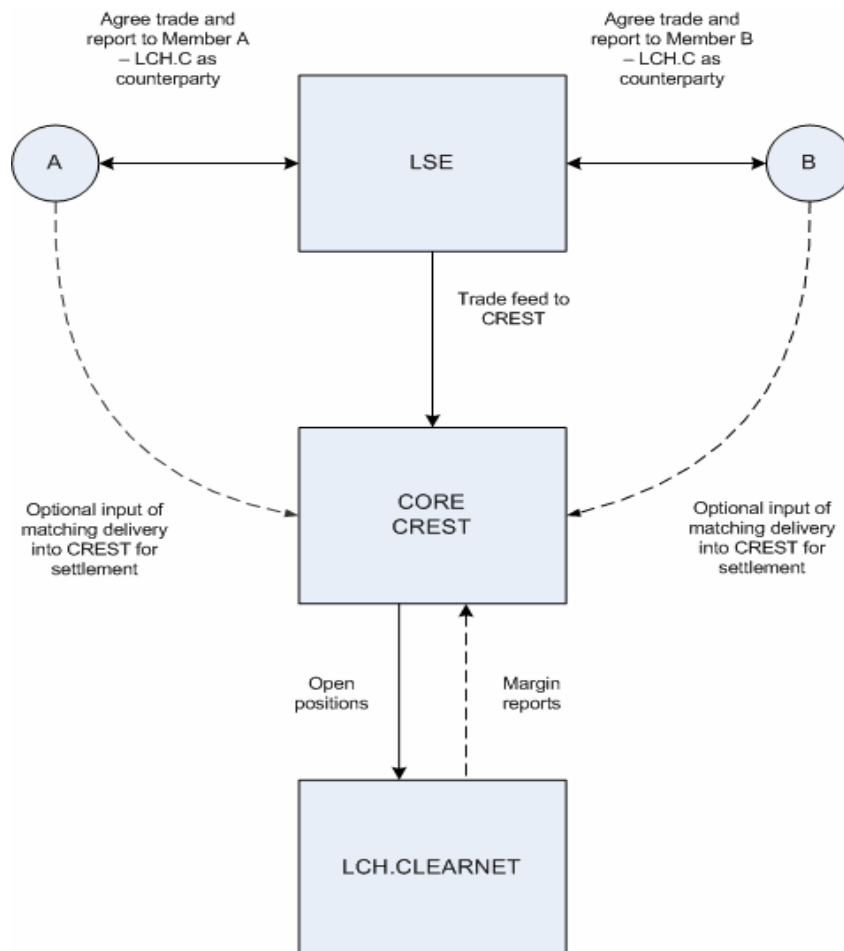 Agree trade and
report to Member A
– LCH.C as
counterparty
Agree trade and
report to Member B
– LCH.C as
counterparty
A
LSE
B
Trade feed to
CREST
Optional input of
matching delivery
into CREST for
settlement
CORE
CREST
Optional input of
matching delivery
into CREST for
settlement
Open
positions
Margin
reports
LCH.CLEARNET